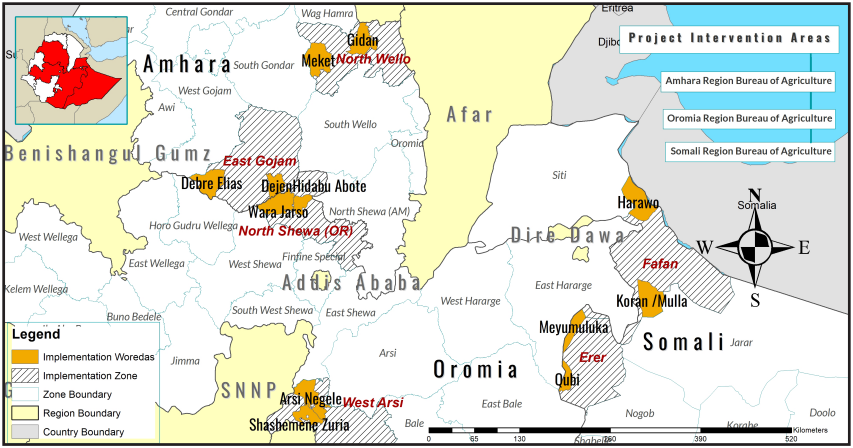 Eritrea
Djibo
Central Gondar
Wag Hamra
Project Intervention Areas
Gidan
Amhara
Meket
North Wello
South Gondar
Amhara Region Bureau of Agriculture
West Gojam
Awi
Afar
Oromia Region Bureau of Agriculture
South Wello
Oromia
Benishangul Gumz
East Gojam
Somali Region Bureau of Agriculture
Siti
Debre Elias
Dejen
Hidabu Abote
N
Harawo
Somalia
Wara Jarso
North Shewa (AM)
Horo Gudru Wellega
North Shewa (OR)
Dire Dawa
West Wellega
W
E
East Wellega
West Shewa
Finfine Special
Fafan
Addis Ababa
East Hararge
Kelem Wellega
S
West Hararge
Koran /Mulla
Buno Bedele
South West Shewa
East Shewa
Meyumuluka
Legend
Somali
Jarar
Implementation Woredas
Jimma
Arsi
Erer
Oromia
Implementation Zone
Qubi
G
SNNP
Zone Boundary
Arsi Negele
West Arsi
East Bale
Region Boundary
Nogob
Doolo
Shashemene Zuria
Bale
Korahe
Country Boundary
Shabelle
Kilometers
0 65 130 260 390 520